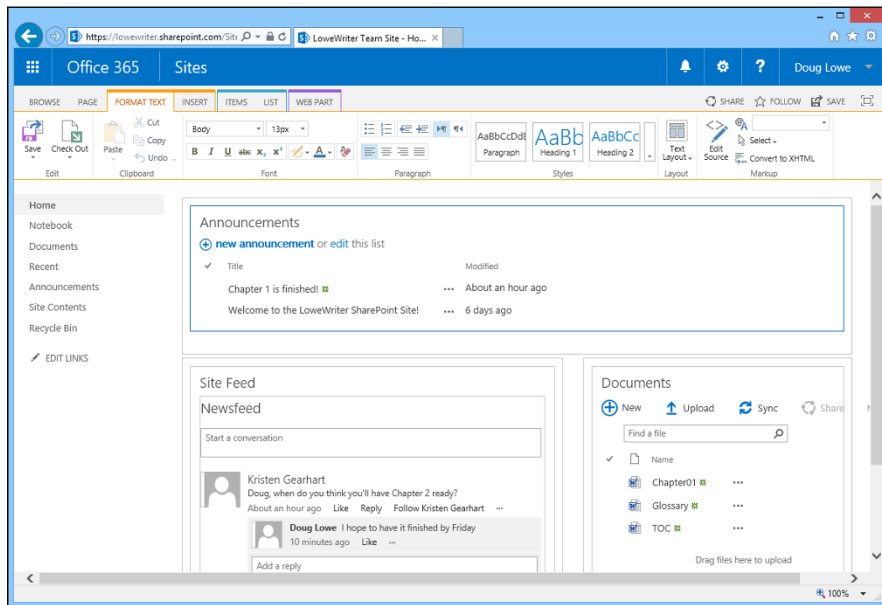 https://lowewriter.sharepoint.com/Site
LoweWriter Team Site - Ho...
Office 365
Sites
Doug Lowe
BROWSE PAGE FORMAT TEXT INSERT ITEMS LIST WEB PART
SHARE FOLLOW SAVE
Save
Check Out
Edit
Paste
Cut
Copy
Undo
Clipboard
Body
13px
B I U abc X₂ X²
A
Font
Paragraph
AaBbCcDdE
Paragraph
AaBb
Heading 1
AaBbCc
Heading 2
Styles
Text Layout
Layout
Edit Source
Select
Convert to XHTML
Markup
Home
Notebook
Documents
Recent
Announcements
Site Contents
Recycle Bin
EDIT LINKS
Announcements
new announcement or edit this list
Title Modified
Chapter 1 is finished! ... About an hour ago
Welcome to the LoweWriter SharePoint Site! ... 6 days ago
Site Feed
Newsfeed
Start a conversation
Kristen Gearhart
Doug, when do you think you'll have Chapter 2 ready?
About an hour ago Like Reply Follow Kristen Gearhart ...
Doug Lowe I hope to have it finished by Friday
10 minutes ago Like ...
Add a reply
Documents
New Upload Sync Share
Find a file
Name
Chapter01 ...
Glossary ...
TOC ...
Drag files here to upload
100%